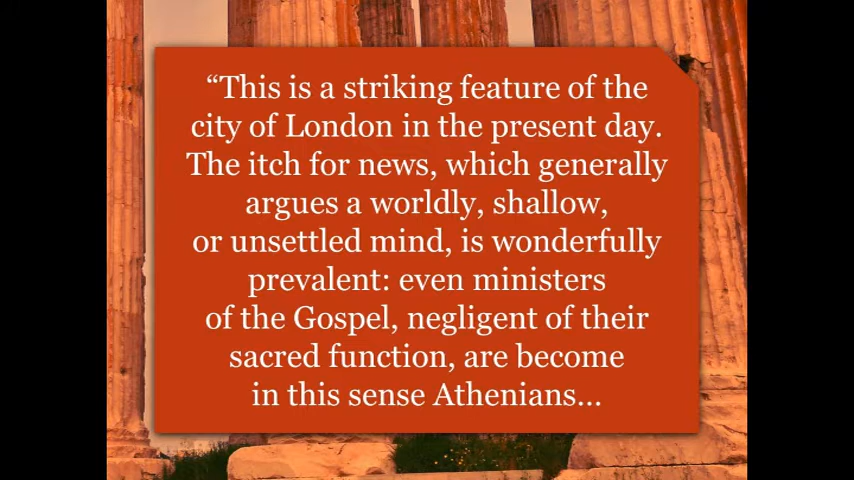 “This is a striking feature of the
city of London in the present day.
The itch for news, which generally
argues a worldly, shallow,
or unsettled mind, is wonderfully
prevalent: even ministers
of the Gospel, negligent of their
sacred function, are become
in this sense Athenians...